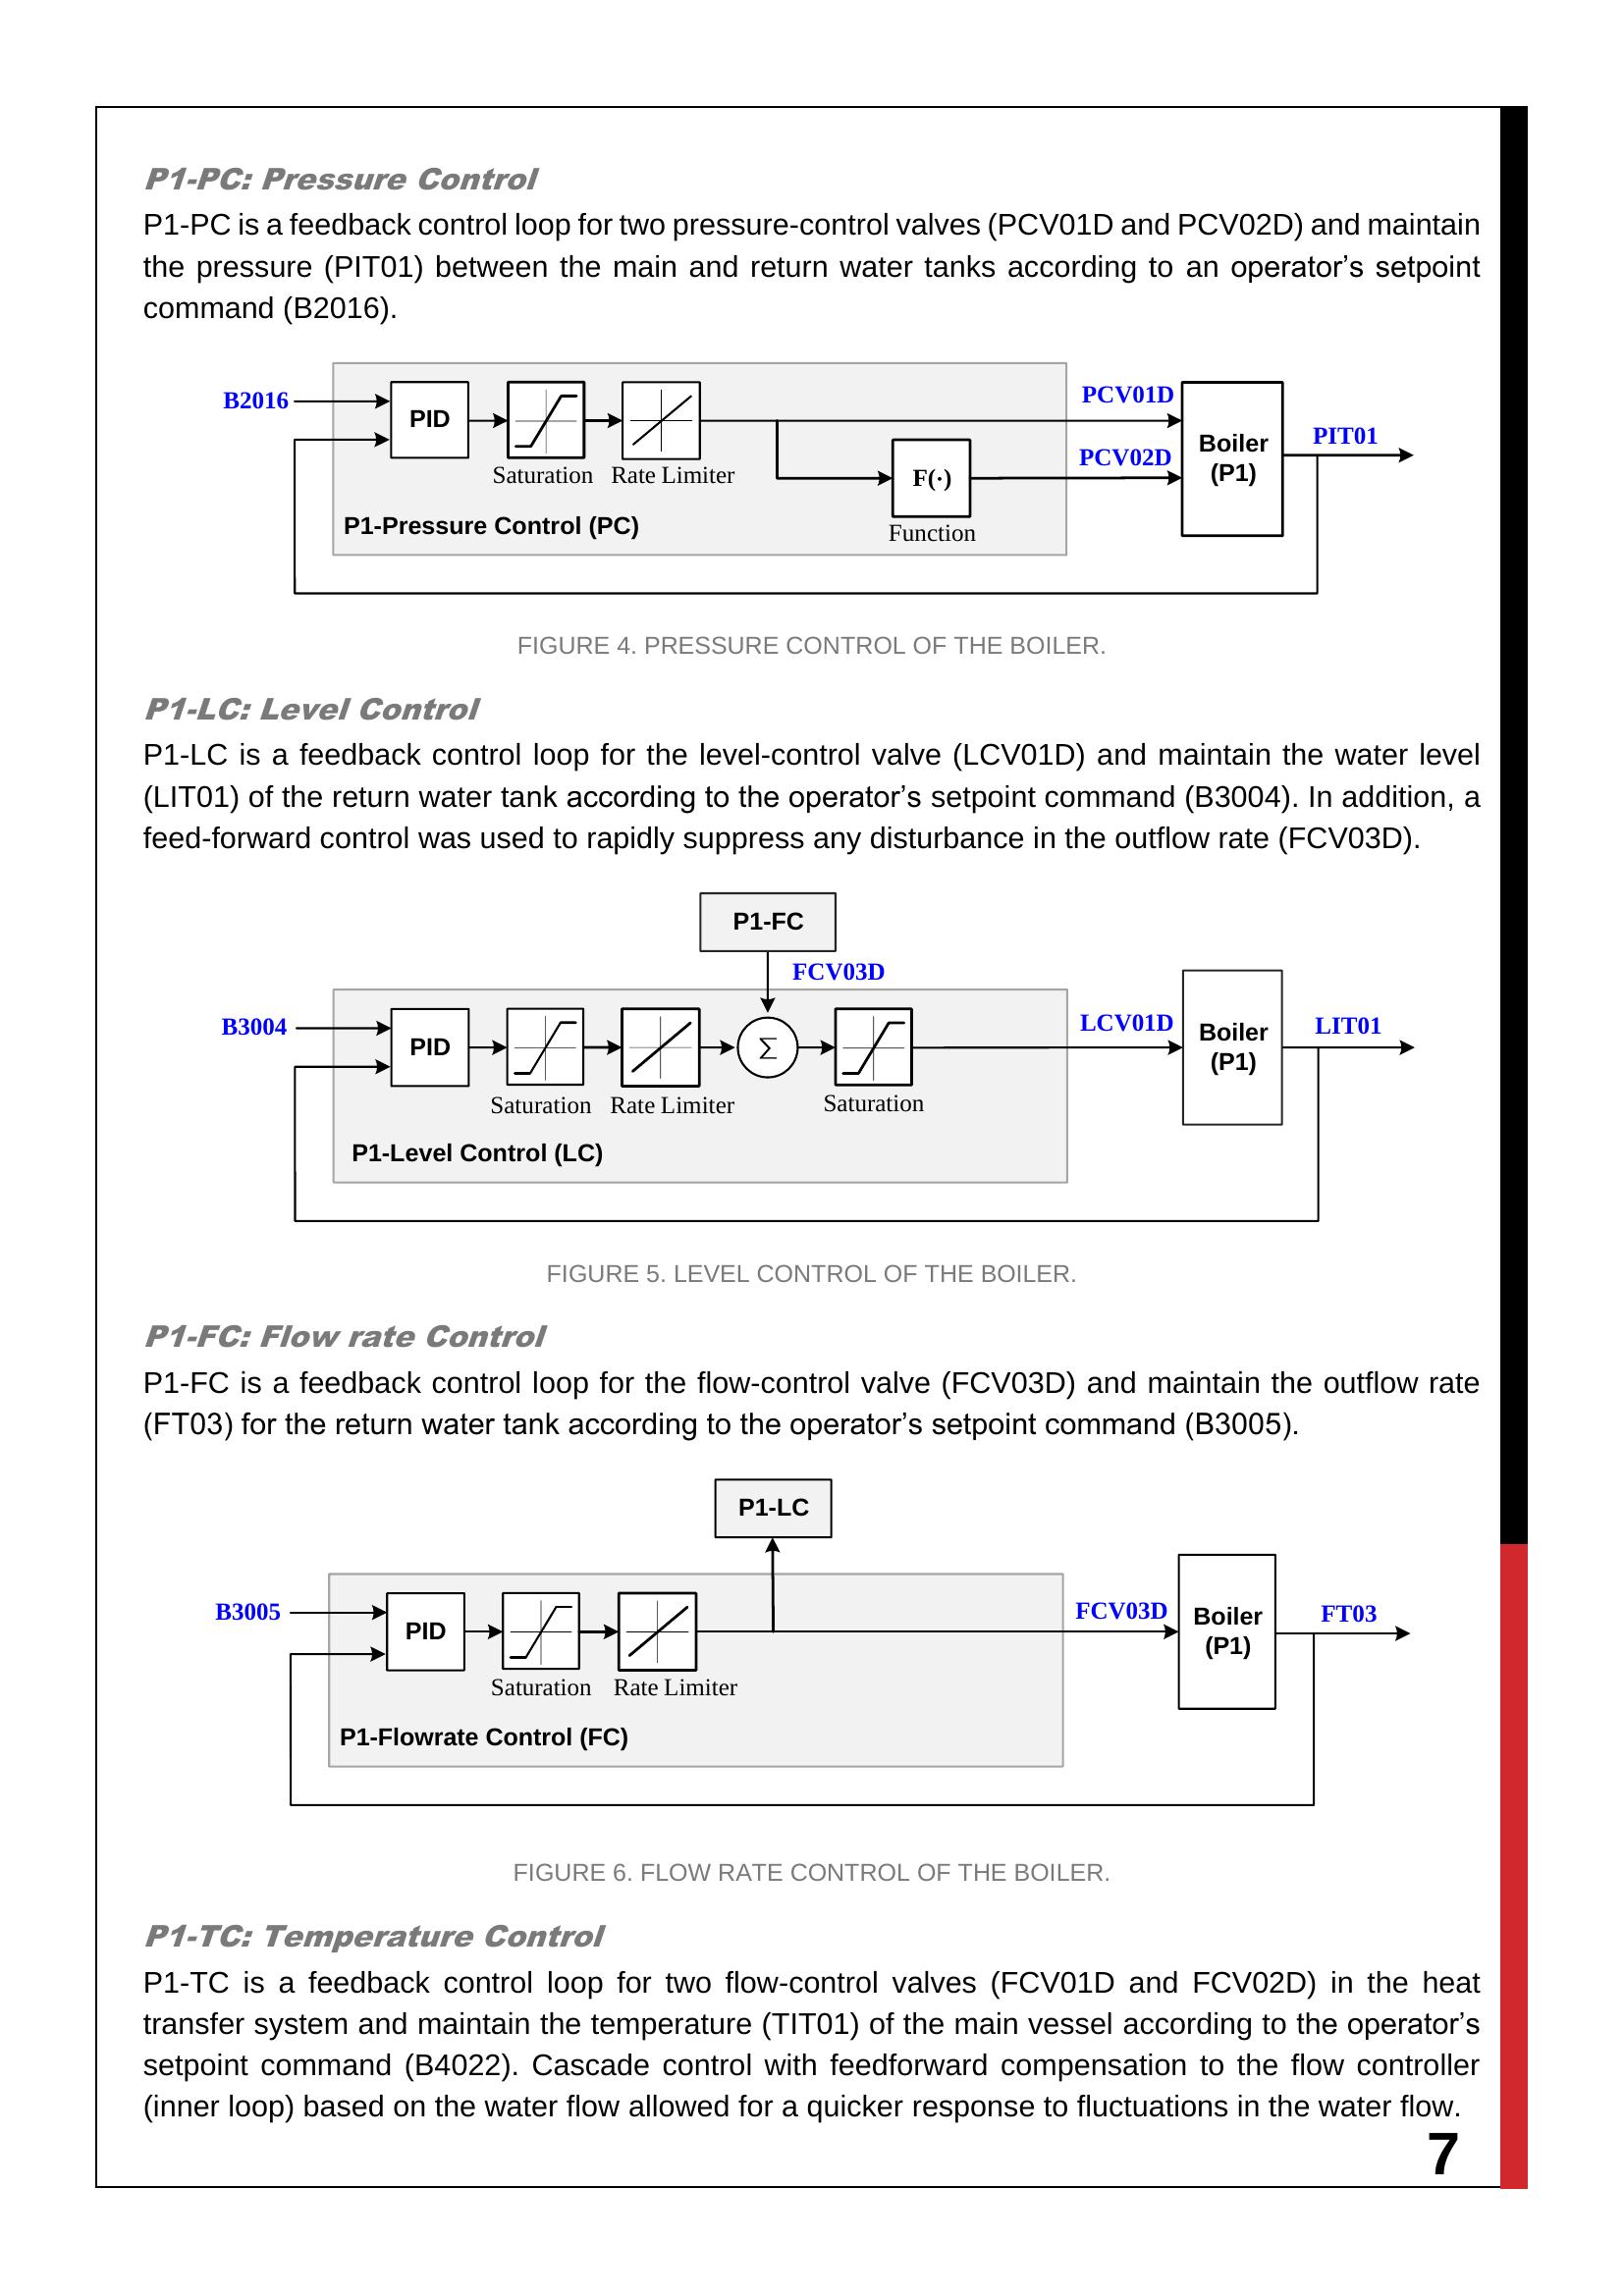 P1-PC: Pressure Control
P1-PC is a feedback control loop for two pressure-control valves (PCV01D and PCV02D) and maintain
the pressure (PIT01) between the main and return water tanks according to an operator’s setpoint
command (B2016).
B2016
PID
Saturation
Rate Limiter
F(·)
Function
P1-Pressure Control (PC)
PCV01D
PCV02D
Boiler
(P1)
PIT01
FIGURE 4. PRESSURE CONTROL OF THE BOILER.
P1-LC: Level Control
P1-LC is a feedback control loop for the level-control valve (LCV01D) and maintain the water level
(LIT01) of the return water tank according to the operator’s setpoint command (B3004). In addition, a
feed-forward control was used to rapidly suppress any disturbance in the outflow rate (FCV03D).
P1-FC
FCV03D
B3004
PID
Saturation
Rate Limiter
Σ
Saturation
P1-Level Control (LC)
LCV01D
Boiler
(P1)
LIT01
FIGURE 5. LEVEL CONTROL OF THE BOILER.
P1-FC: Flow rate Control
P1-FC is a feedback control loop for the flow-control valve (FCV03D) and maintain the outflow rate
(FT03) for the return water tank according to the operator’s setpoint command (B3005).
P1-LC
B3005
PID
Saturation
Rate Limiter
P1-Flowrate Control (FC)
FCV03D
Boiler
(P1)
FT03
FIGURE 6. FLOW RATE CONTROL OF THE BOILER.
P1-TC: Temperature Control
P1-TC is a feedback control loop for two flow-control valves (FCV01D and FCV02D) in the heat
transfer system and maintain the temperature (TIT01) of the main vessel according to the operator’s
setpoint command (B4022). Cascade control with feedforward compensation to the flow controller
(inner loop) based on the water flow allowed for a quicker response to fluctuations in the water flow.
7